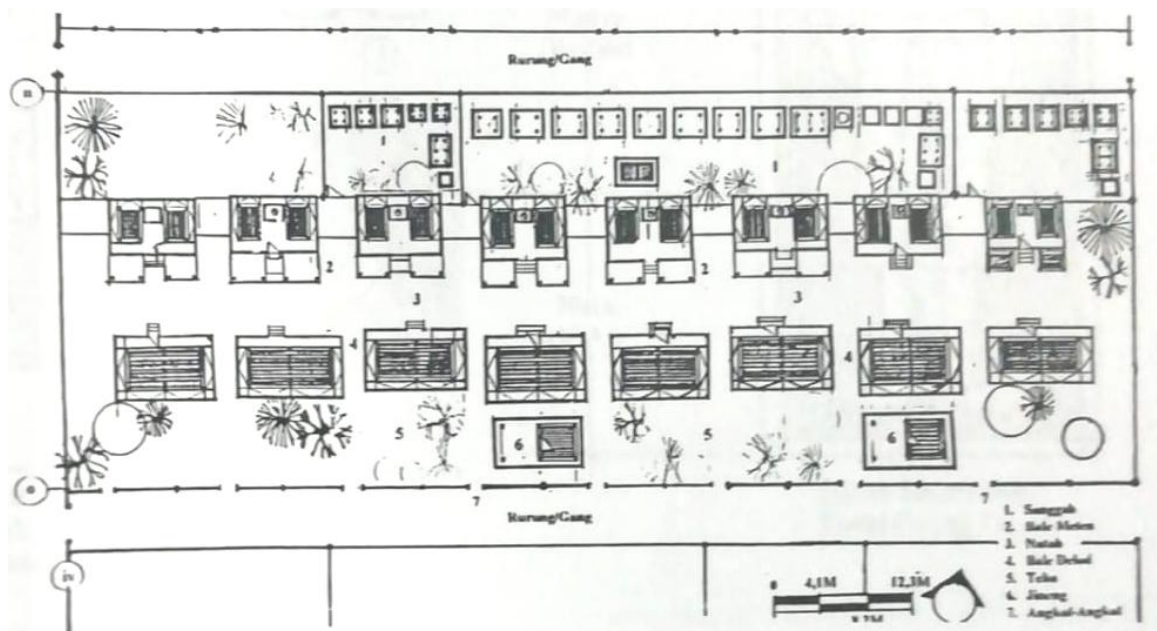 Rurung/Gang
1
1
2
2
3
3
4
4
5
5
6
6
7
7
Rurung/Gang
1. Sanggah
2. Bale Meten
3. Natah
4. Bale Delod
5. Teba
6. Jineng
7. Angkul-Angkul
4,1M
12,3M
8,2M
iv